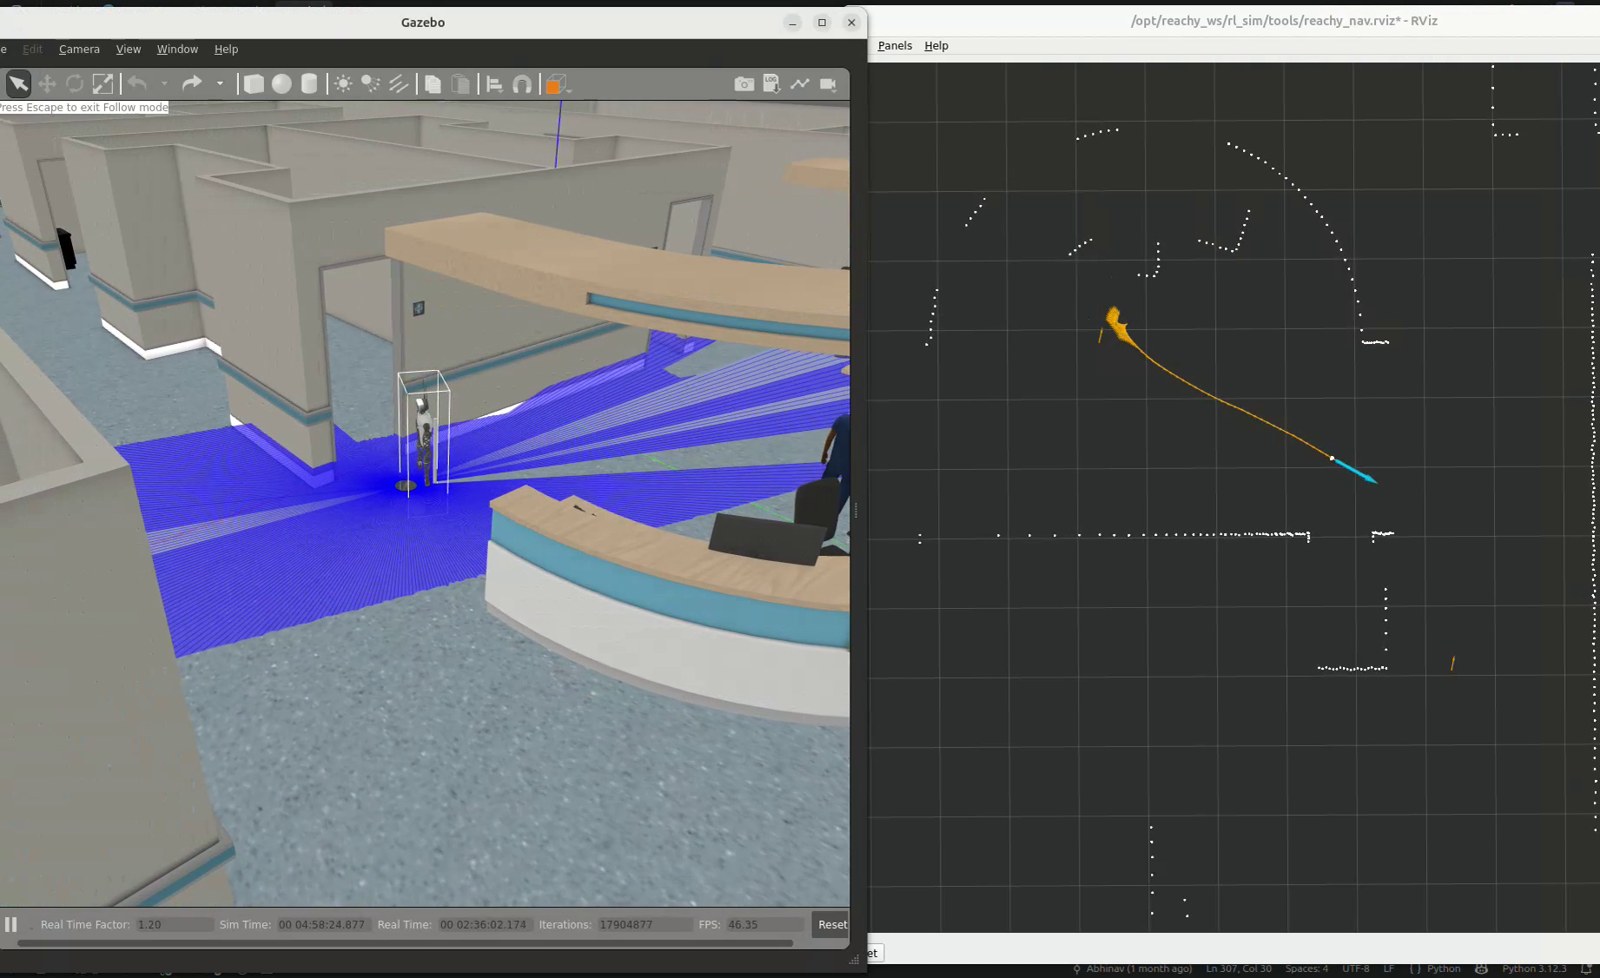 Gazebo
/opt/reachy_ws/rl_sim/tools/reachy_nav.rviz* - RViz
e Edit Camera View Window Help
Panels Help
LOG
Press Escape to exit Follow mode
Real Time Factor: 1.20 Sim Time: 00 04:58:24.877 Real Time: 00 02:36:02.174 Iterations: 17904877 FPS: 46.35 Reset
et
Abhinav (1 month ago) Ln 307, Col 30 Spaces: 4 UTF-8 LF { } Python Python 3.12.3